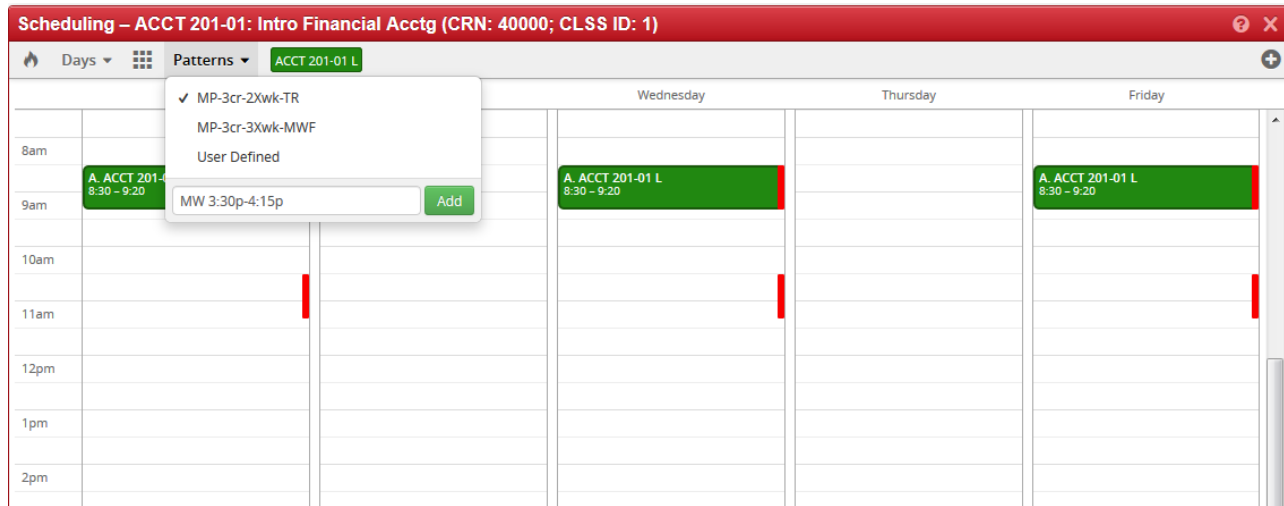 Scheduling – ACCT 201-01: Intro Financial Acctg (CRN: 40000; CLSS ID: 1)
Days Patterns ACCT 201-01 L
Wednesday Thursday Friday
MP-3cr-2Xwk-TR
MP-3cr-3Xwk-MWF
User Defined
MW 3:30p-4:15p Add
8am
A. ACCT 201-0
8:30 – 9:20
A. ACCT 201-01 L
8:30 – 9:20
A. ACCT 201-01 L
8:30 – 9:20
9am
10am
11am
12pm
1pm
2pm